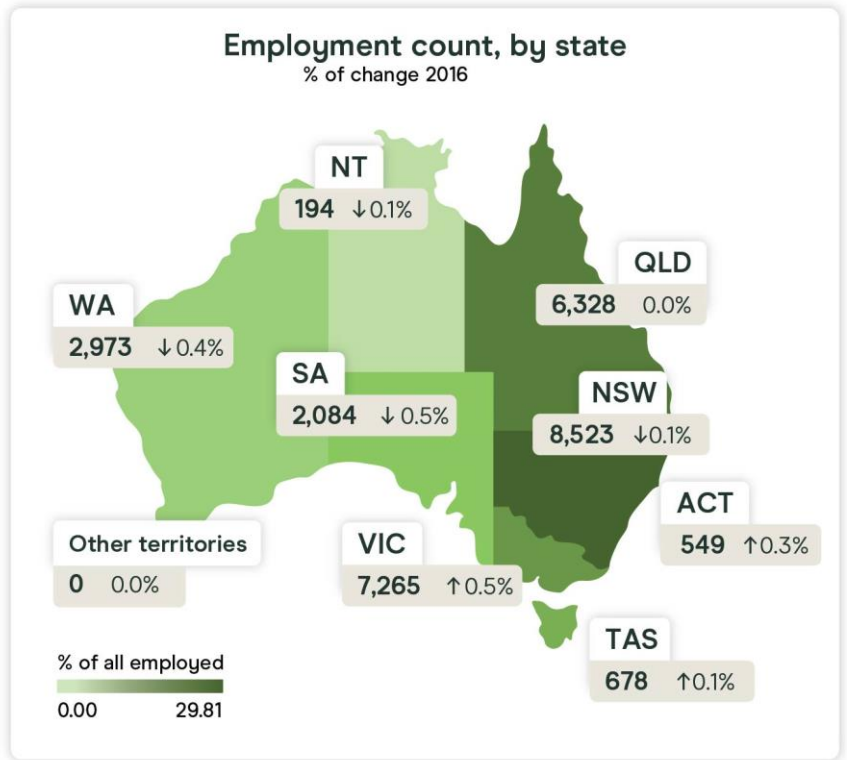 Employment count, by state
% of change 2016
NT
194 ↓0.1%
QLD
6,328 0.0%
WA
2,973 ↓0.4%
SA
2,084 ↓0.5%
NSW
8,523 ↓0.1%
ACT
549 ↑0.3%
Other territories
0 0.0%
VIC
7,265 ↑0.5%
TAS
678 ↑0.1%
% of all employed
0.00 29.81